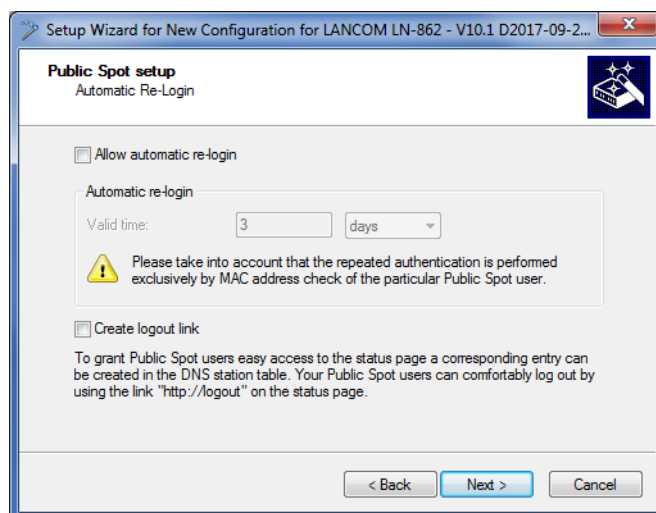 Setup Wizard for New Configuration for LANCOM LN-862 - V10.1 D2017-09-2...
Public Spot setup
Automatic Re-Login
Allow automatic re-login
Automatic re-login
Valid time:
3
days
Please take into account that the repeated authentication is performed
exclusively by MAC address check of the particular Public Spot user.
Create logout link
To grant Public Spot users easy access to the status page a corresponding entry can
be created in the DNS station table. Your Public Spot users can comfortably log out by
using the link "http://logout" on the status page.
< Back
Next >
Cancel